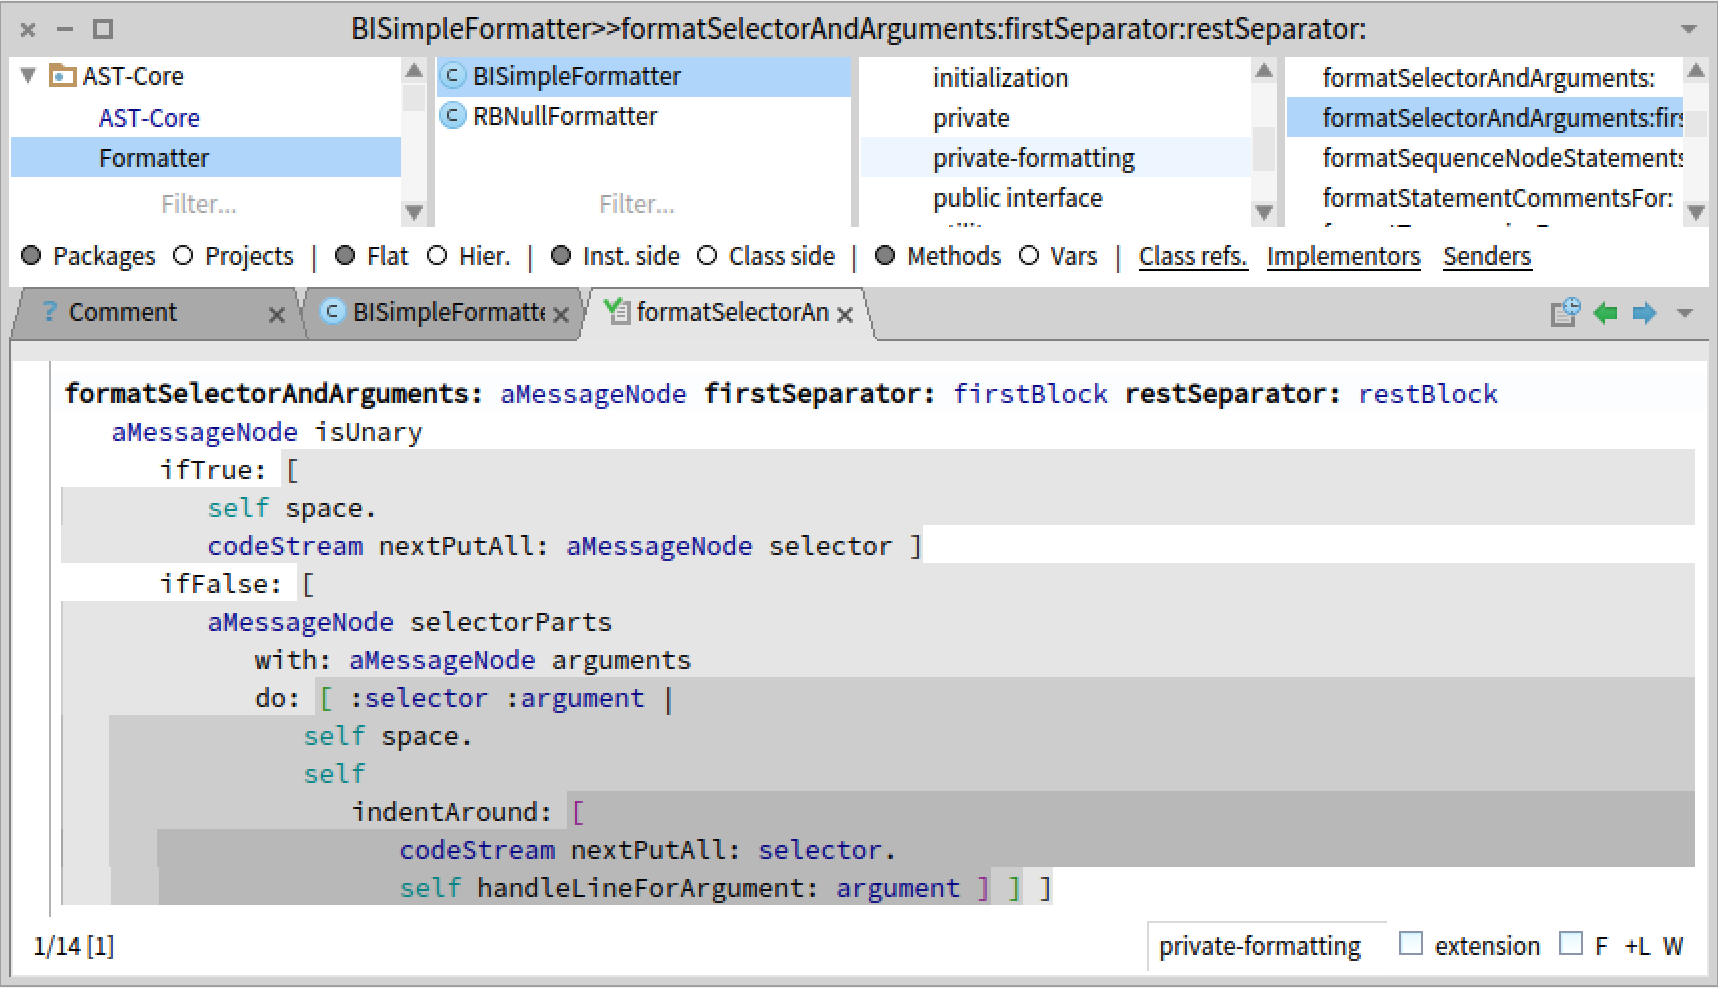 BISimpleFormatter>>formatSelectorAndArguments:firstSeparator:restSeparator:
AST-Core
AST-Core
Formatter
Filter...
BISimpleFormatter
RBNullFormatter
Filter...
initialization
private
private-formatting
public interface
formatSelectorAndArguments:
formatSelectorAndArguments:firs
formatSequenceNodeStatements
formatStatementCommentsFor:
Packages Projects | Flat Hier. | Inst. side Class side | Methods Vars | Class refs. Implementors Senders
? Comment
C BISimpleFormatte
formatSelectorAn
formatSelectorAndArguments: aMessageNode firstSeparator: firstBlock restSeparator: restBlock
aMessageNode isUnary
ifTrue: [
self space.
codeStream nextPutAll: aMessageNode selector ]
ifFalse: [
aMessageNode selectorParts
with: aMessageNode arguments
do: [ :selector :argument |
self space.
self
indentAround: [
codeStream nextPutAll: selector.
self handleLineForArgument: argument ] ] ]
1/14 [1]
private-formatting extension F +L W